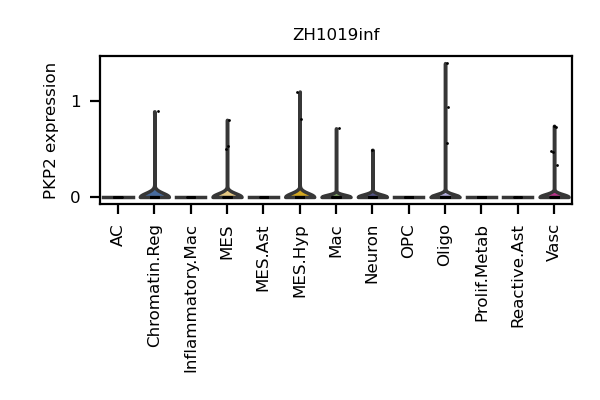 ZH1019inf
PKP2 expression
1
0
AC
Chromatin.Reg
Inflammatory.Mac
MES
MES.Ast
MES.Hyp
Mac
Neuron
OPC
Oligo
Prolif.Metab
Reactive.Ast
Vasc